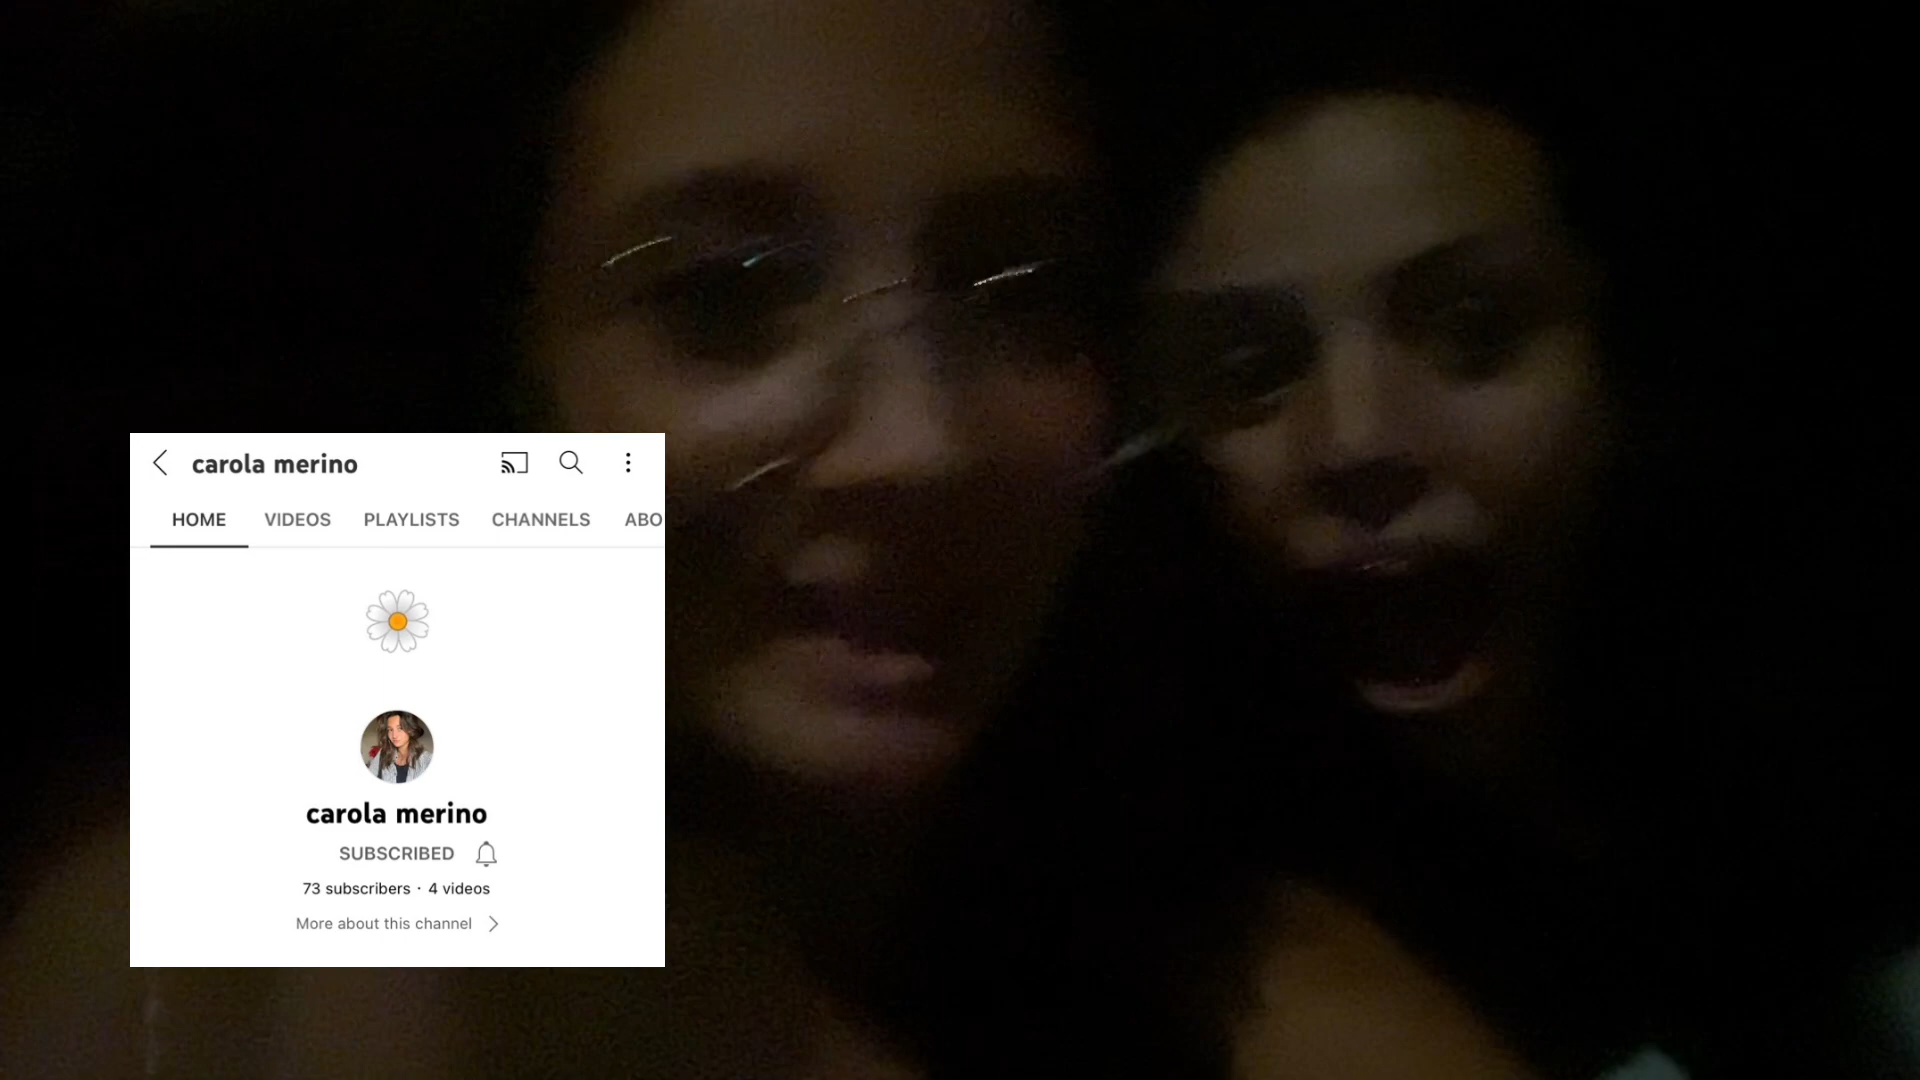 carola merino
HOME VIDEOS PLAYLISTS CHANNELS ABO
carola merino
SUBSCRIBED
73 subscribers · 4 videos
More about this channel